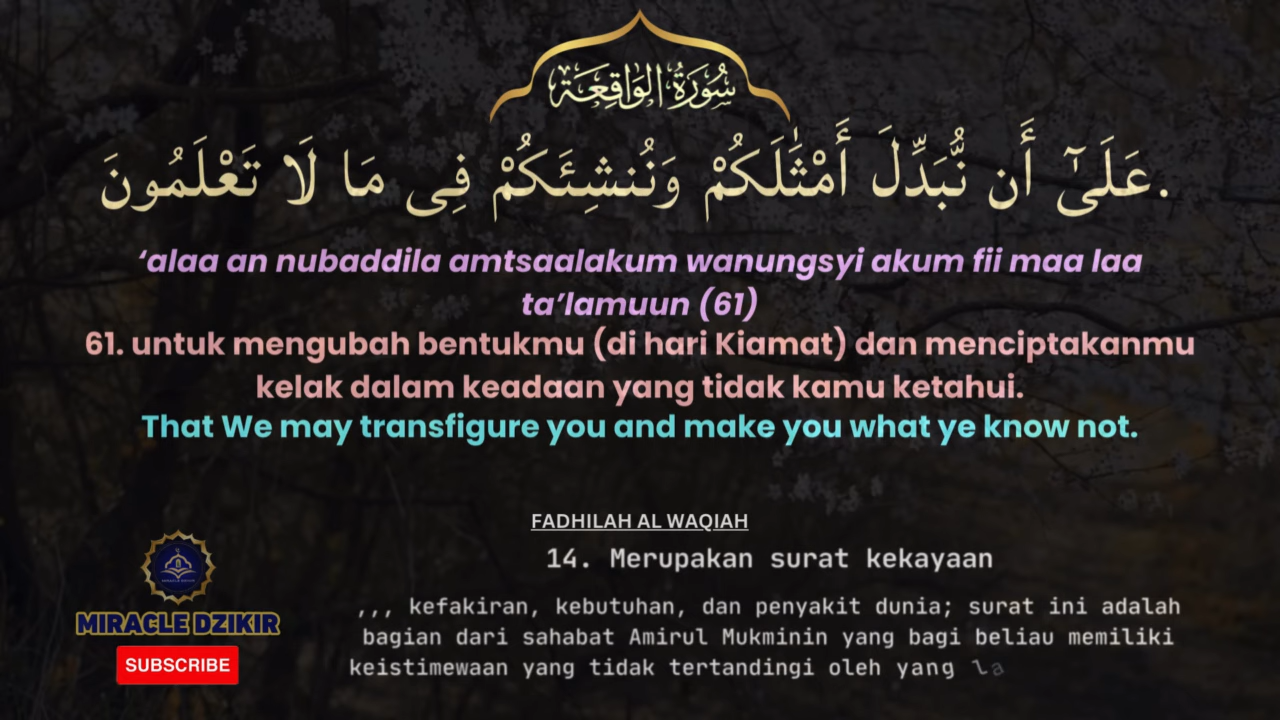 سُورَةُ الوَاقِعَة
عَلَىٰٓ أَن نُّبَدِّلَ أَمْثَٰلَكُمْ وَنُنشِئَكُمْ فِى مَا لَا تَعْلَمُونَ.
‘alaa an nubaddila amtsaalakum wanungsyi akum fii maa laa
ta’lamuun (61)
61. untuk mengubah bentukmu (di hari Kiamat) dan menciptakanmu
kelak dalam keadaan yang tidak kamu ketahui.
That We may transfigure you and make you what ye know not.
FADHILAH AL WAQIAH
14. Merupakan surat kekayaan
,,, kefakiran, kebutuhan, dan penyakit dunia; surat ini adalah
bagian dari sahabat Amirul Mukminin yang bagi beliau memiliki
keistimewaan yang tidak tertandingi oleh yang la
MIRACLE DZIKIR
SUBSCRIBE